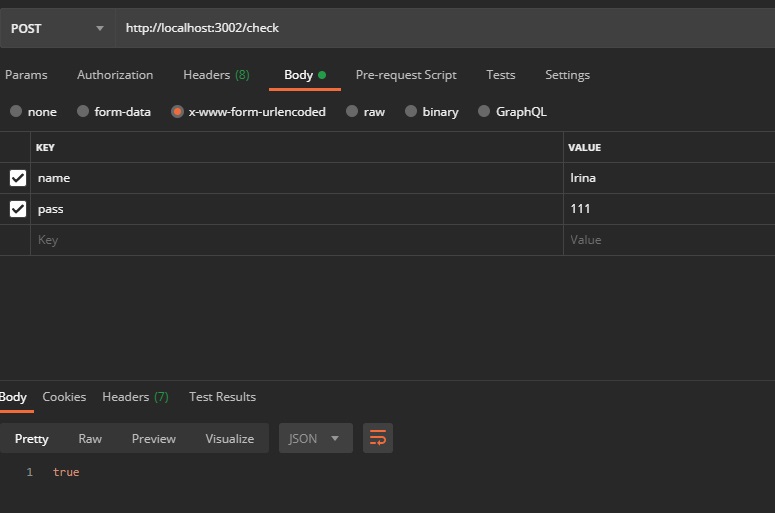 POST http://localhost:3002/check
Params Authorization Headers (8) Body Pre-request Script Tests Settings
none form-data x-www-form-urlencoded raw binary GraphQL
KEY VALUE
name Irina
pass 111
Key Value
Body Cookies Headers (7) Test Results
Pretty Raw Preview Visualize JSON
1 true